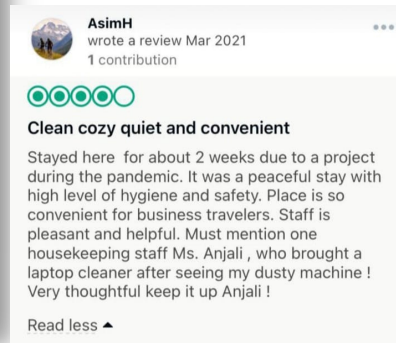 AsimH
wrote a review Mar 2021
1 contribution
Clean cozy quiet and convenient
Stayed here for about 2 weeks due to a project
during the pandemic. It was a peaceful stay with
high level of hygiene and safety. Place is so
convenient for business travelers. Staff is
pleasant and helpful. Must mention one
housekeeping staff Ms. Anjali , who brought a
laptop cleaner after seeing my dusty machine !
Very thoughtful keep it up Anjali !
Read less